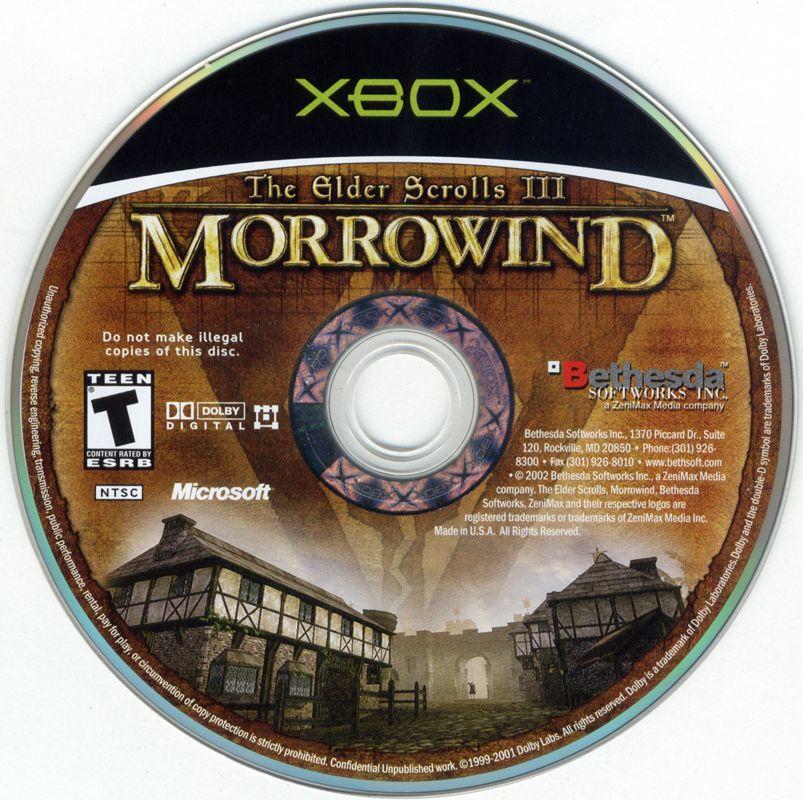 XBOX™
The Elder Scrolls III
MORROWIND™
Do not make illegal
copies of this disc.
TEEN
T
CONTENT RATED BY
ESRB
DOLBY
DIGITAL
NTSC
Microsoft
XBOX
Bethesda™
SOFTWORKS INC.
a ZeniMax Media company
Bethesda Softworks Inc., 1370 Piccard Dr., Suite
120, Rockville, MD 20850 • Phone:(301) 926-
8300 • Fax (301) 926-8010 • www.bethsoft.com
• © 2002 Bethesda Softworks Inc., a ZeniMax Media
company. The Elder Scrolls, Morrowind, Bethesda
Softworks, ZeniMax and their respective logos are
registered trademarks or trademarks of ZeniMax Media Inc.
Made in U.S.A. All Rights Reserved.
Unauthorized copying, reverse engineering, transmission, public performance, rental, pay for play, or circumvention of copy protection is strictly prohibited. Confidential Unpublished work. ©1999-2001 Dolby Labs. All rights reserved. Dolby is a trademark of Dolby Laboratories. Dolby and the double-D symbol are trademarks of Dolby Laboratories.